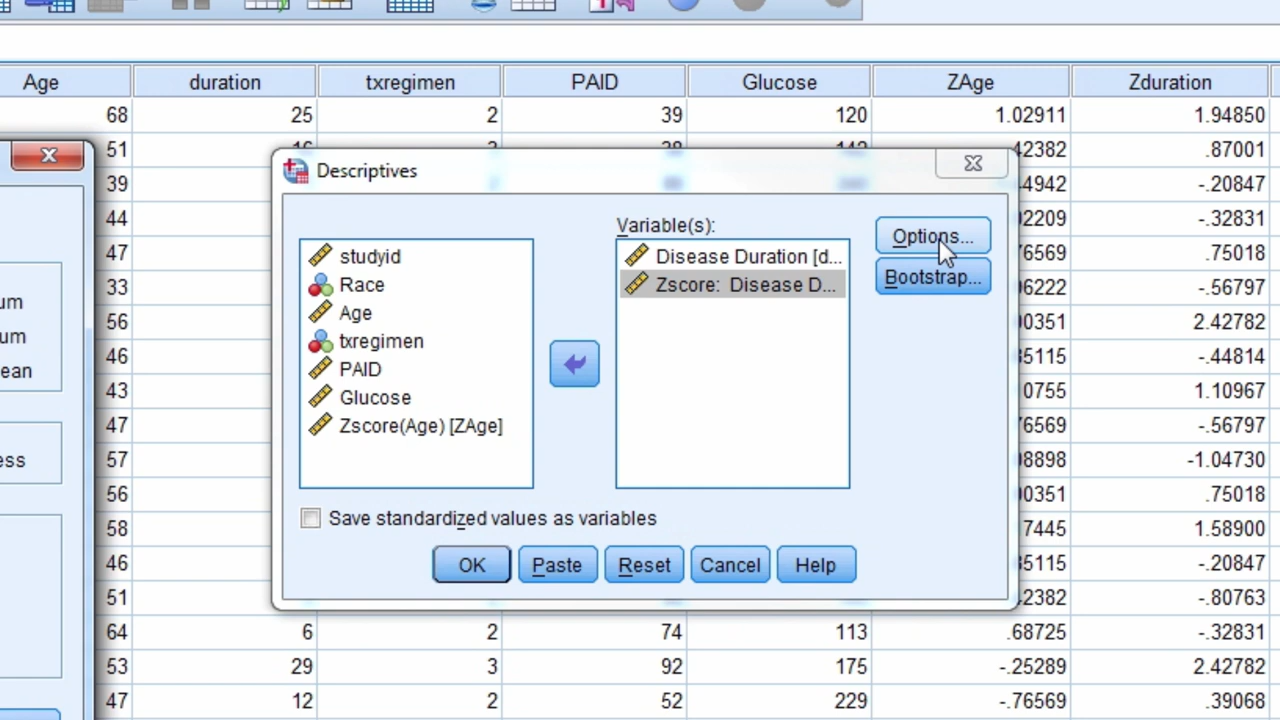 Age duration txregimen PAID Glucose ZAge Zduration
68 25 2 39 120 1.02911 1.94850
51 .87001
39 -.20847
44 -.32831
47 .75018
33 -.56797
56 2.42782
46 -.44814
43 1.10967
47 -.56797
57 -1.04730
56 .75018
58 1.58900
46 -.20847
51 -.80763
64 6 2 74 113 .68725 -.32831
53 29 3 92 175 -.25289 2.42782
47 12 2 52 229 -.76569 .39068
Descriptives
Variable(s):
studyid
Race
Age
txregimen
PAID
Glucose
Zscore(Age) [ZAge]
Disease Duration [d...
Zscore: Disease D...
Options...
Bootstrap...
Save standardized values as variables
OK Paste Reset Cancel Help